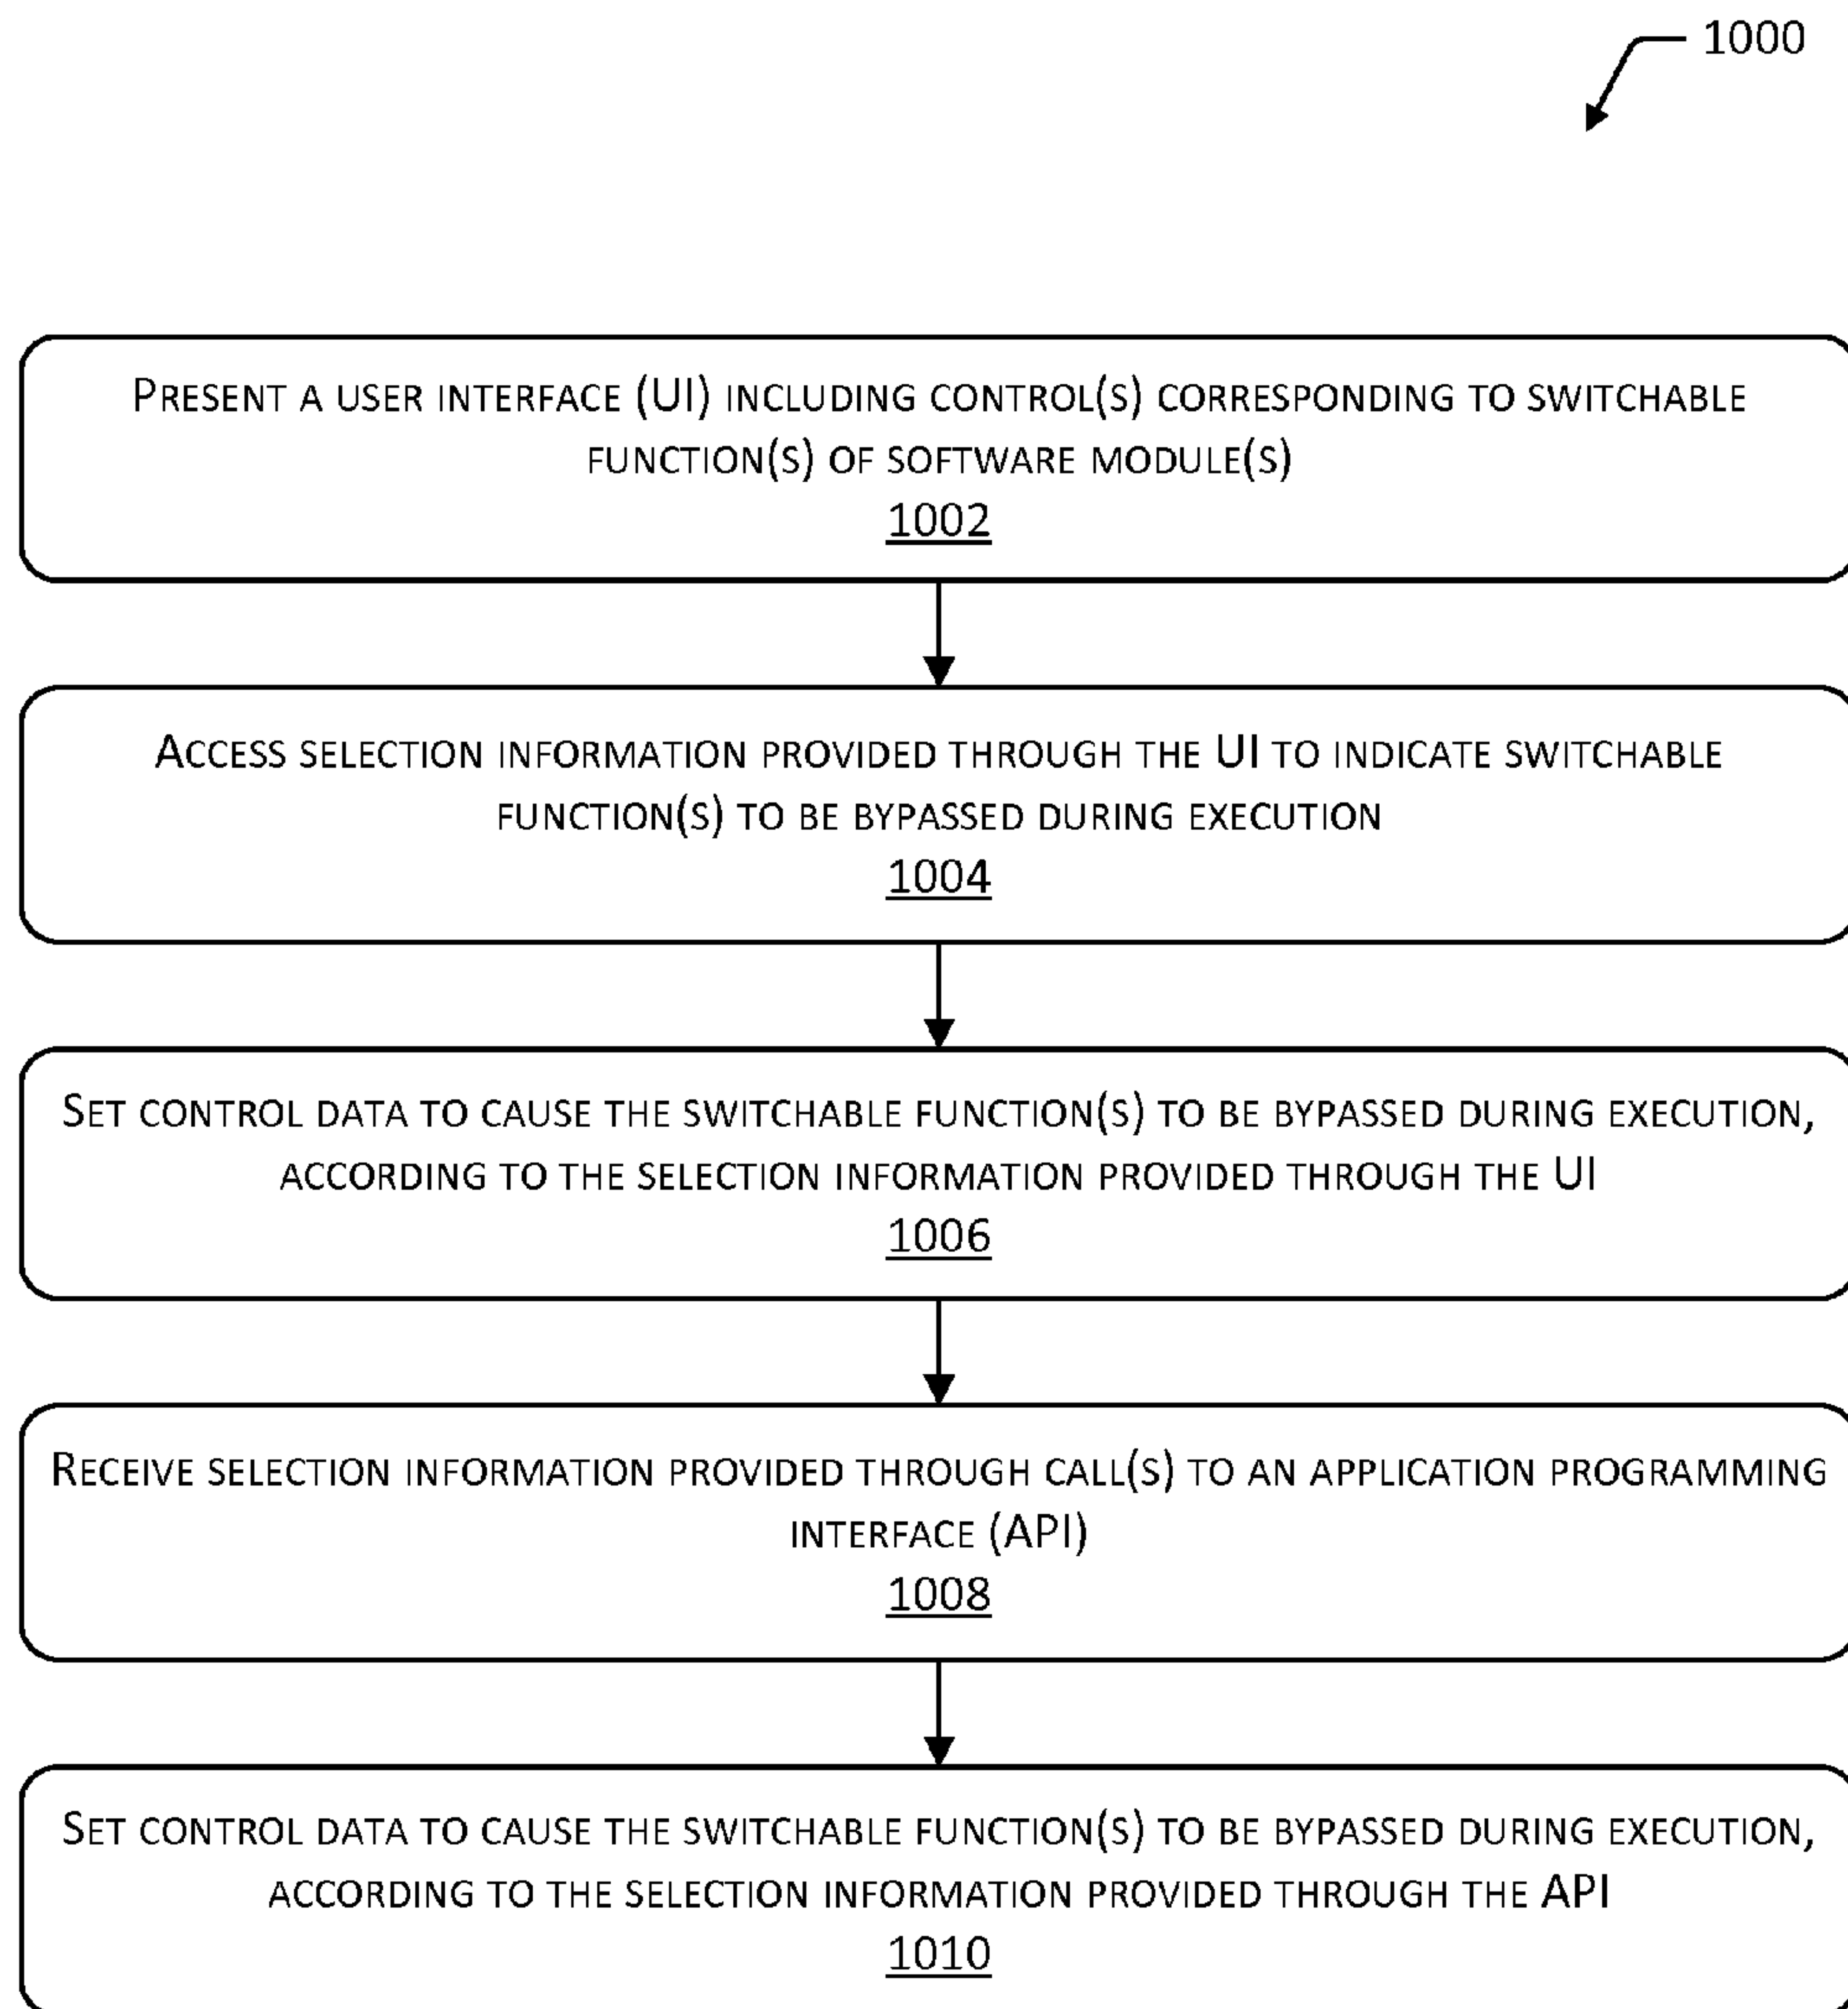 1000
Present a user interface (UI) including control(s) corresponding to switchable
function(s) of software module(s)
1002
Access selection information provided through the UI to indicate switchable
function(s) to be bypassed during execution
1004
Set control data to cause the switchable function(s) to be bypassed during execution,
according to the selection information provided through the UI
1006
Receive selection information provided through call(s) to an application programming
interface (API)
1008
Set control data to cause the switchable function(s) to be bypassed during execution,
according to the selection information provided through the API
1010